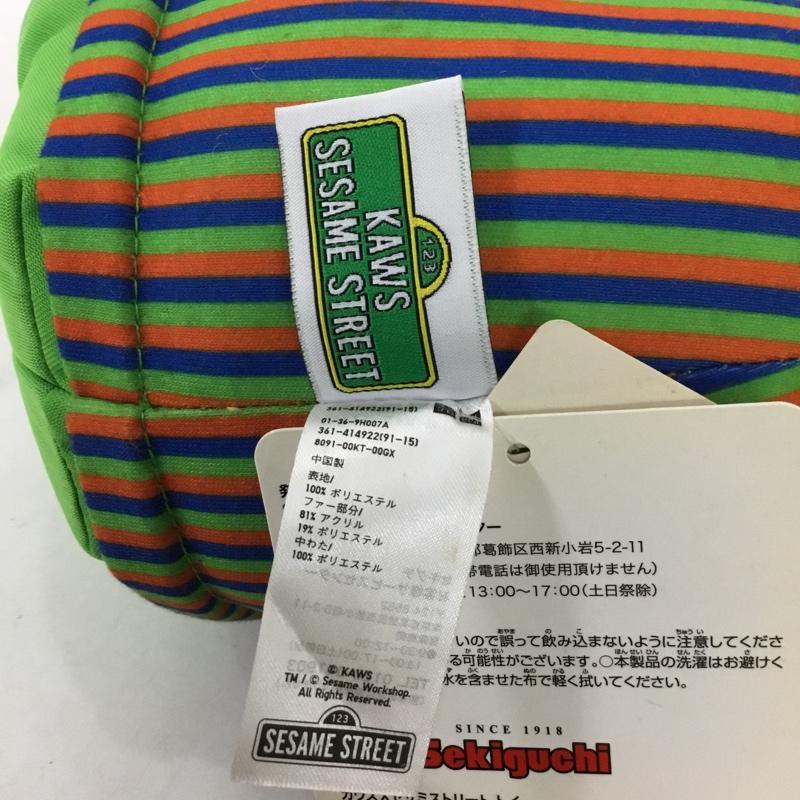 KAWS
SESAME STREET
123
361-414922(91-15)
01-36-9H007A
361-414922(91-15)
8091-00KT-00GX
中国製
表地/
100% ポリエステル
ファー部分/
81% アクリル
19% ポリエステル
中わた/
100% ポリエステル
© KAWS
TM / © Sesame Workshop.
All Rights Reserved.
123
SESAME STREET
葛飾区西新小岩5-2-11
帯電話は御使用頂けません)
13:00〜17:00(土日祭除)
いので誤って飲み込まないように注意してくださ
る可能性がございます。○本製品の洗濯はお避けく
水を含ませた布で軽く拭いてください。
SINCE 1918
Sekiguchi